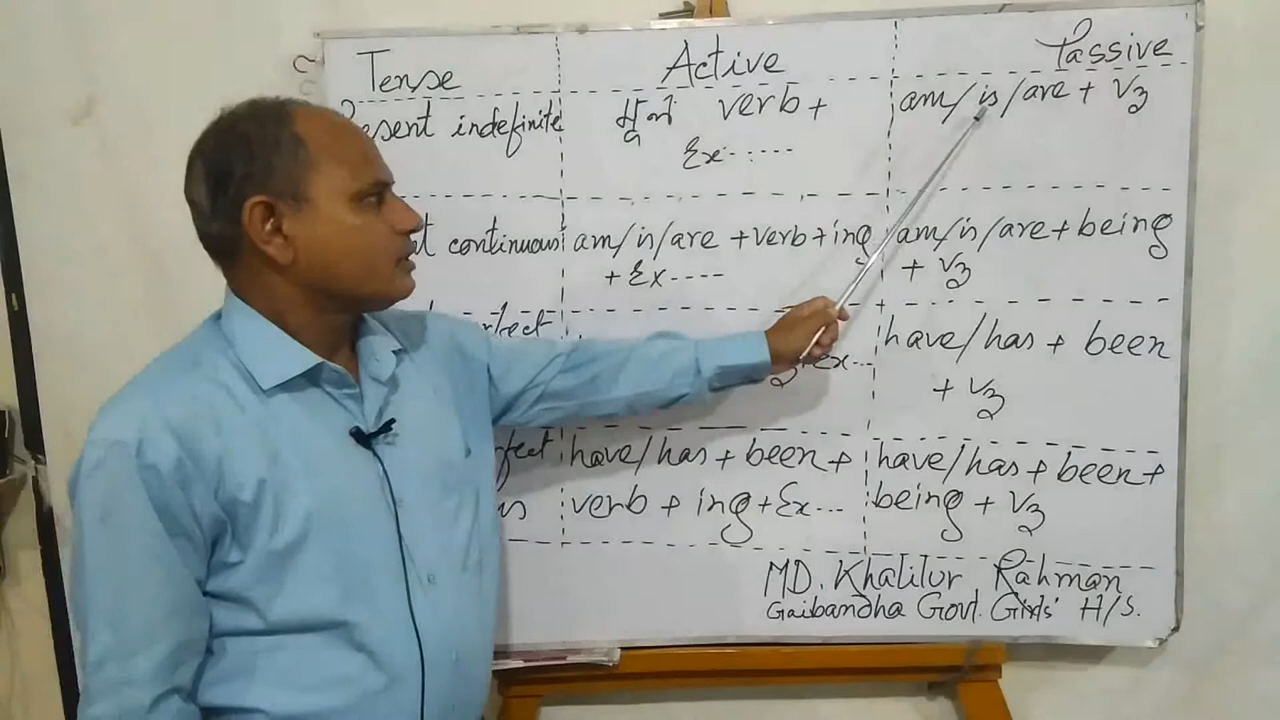 Tense Active Passive
Present indefinite মূল verb + am/is/are + V3
Ex......
continuous am/is/are + verb + ing am/is/are + being
+ Ex---- + V3
have/has + been
+ex...
+ V3
have/has + been + have/has + been +
verb + ing + Ex... being + V3
MD. Khalilur Rahman
Gaibandha Govt. Girls' H/S.